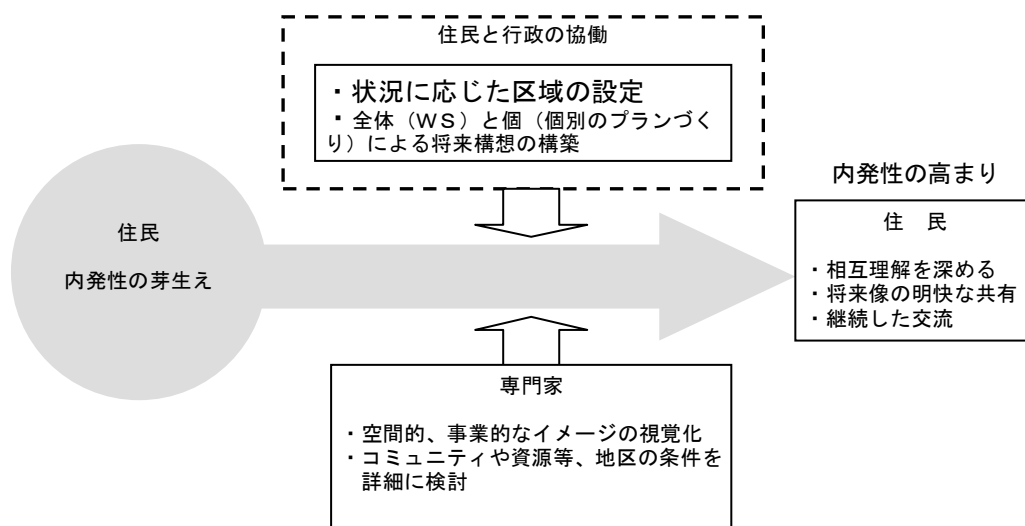 住民と行政の協働
・状況に応じた区域の設定
・全体（ＷＳ）と個（個別のプランづく
り）による将来構想の構築
住民
内発性の芽生え
内発性の高まり
住　民
・相互理解を深める
・将来像の明快な共有
・継続した交流
専門家
・空間的、事業的なイメージの視覚化
・コミュニティや資源等、地区の条件を
詳細に検討